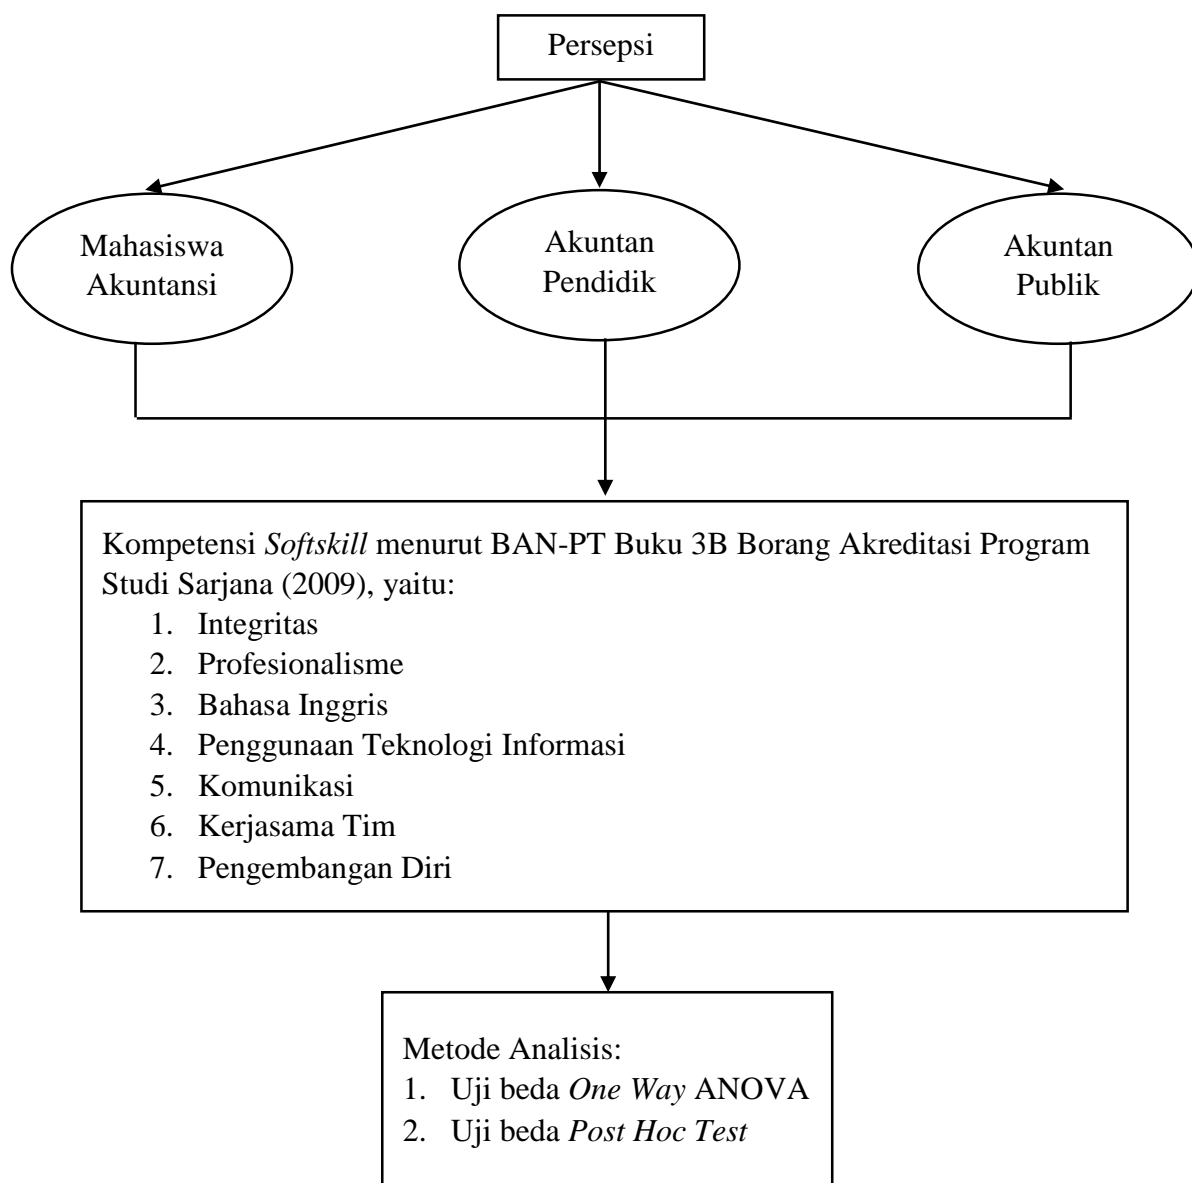 Persepsi
Mahasiswa
Akuntansi
Akuntan
Pendidik
Akuntan
Publik
Kompetensi Softskill menurut BAN-PT Buku 3B Borang Akreditasi Program
Studi Sarjana (2009), yaitu:
1. Integritas
2. Profesionalisme
3. Bahasa Inggris
4. Penggunaan Teknologi Informasi
5. Komunikasi
6. Kerjasama Tim
7. Pengembangan Diri
Metode Analisis:
1. Uji beda One Way ANOVA
2. Uji beda Post Hoc Test